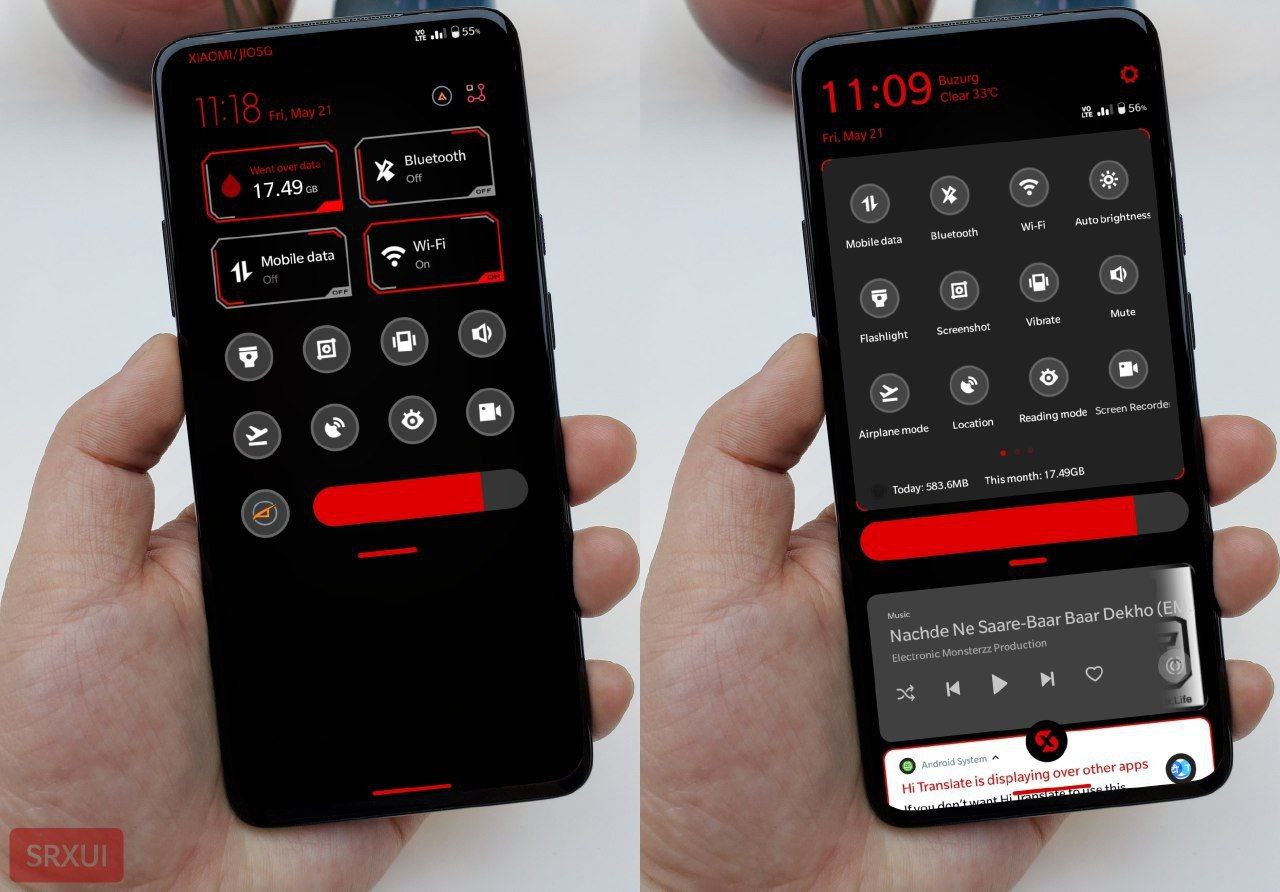 XIAOMI/JIO5G
VO LTE 55%
11:18 Fri, May 21
Went over data
17.49 GB
Bluetooth
Off
OFF
Mobile data
Off
OFF
Wi-Fi
On
ON
SRXUI
11:09 Buzurg
Clear 33°C
Fri, May 21
VO LTE 56%
Mobile data Bluetooth Wi-Fi Auto brightness
Flashlight Screenshot Vibrate Mute
Airplane mode Location Reading mode Screen Recorde
Today: 583.6MB This month: 17.49GB
Music
Nachde Ne Saare-Baar Baar Dekho (EM
Electronic Monsterzz Production
.Life
Android System
Hi Translate is displaying over other apps
If you don't want Hi Translate to use this